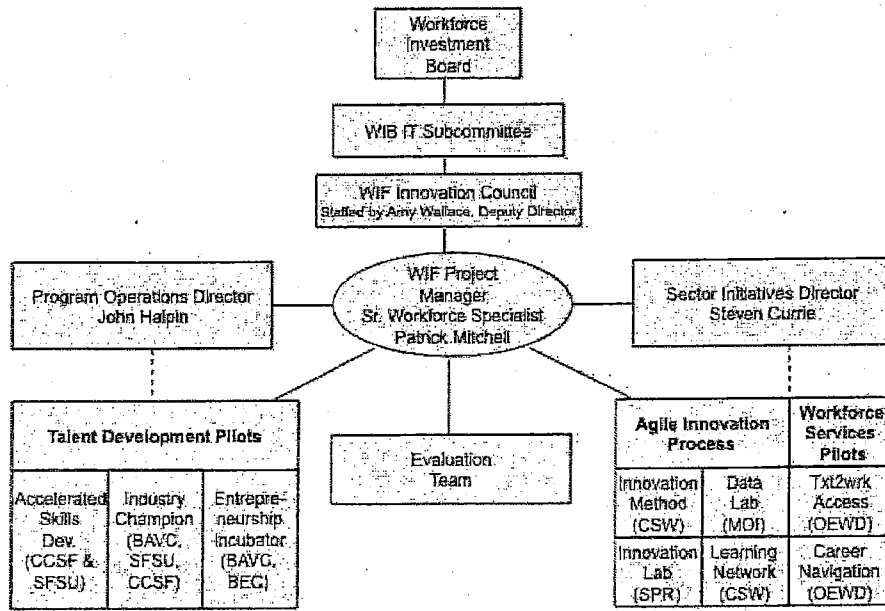 Workforce
Investment
Board
WIB IT Subcommittee
WIF Innovation Council
Staffed by Amy Wallace, Deputy Director
WIF Project
Manager
Sr. Workforce Specialist
Patrick Mitchell
Program Operations Director
John Halpin
Sector Initiatives Director
Steven Currie
Talent Development Pilots
Accelerated
Skills
Dev.
(CCSF &
SFSU)
Industry
Champion
(BAVC,
SFSU,
CCSF)
Entrepre-
neurship
Incubator
(BAVC,
BEC)
Evaluation
Team
Agile Innovation
Process
Workforce
Services
Pilots
Innovation
Method
(CSW)
Data
Lab
(MOI)
Txt2wrk
Access
(OEWD)
Innovation
Lab
(SPR)
Learning
Network
(CSW)
Career
Navigation
(OEWD)